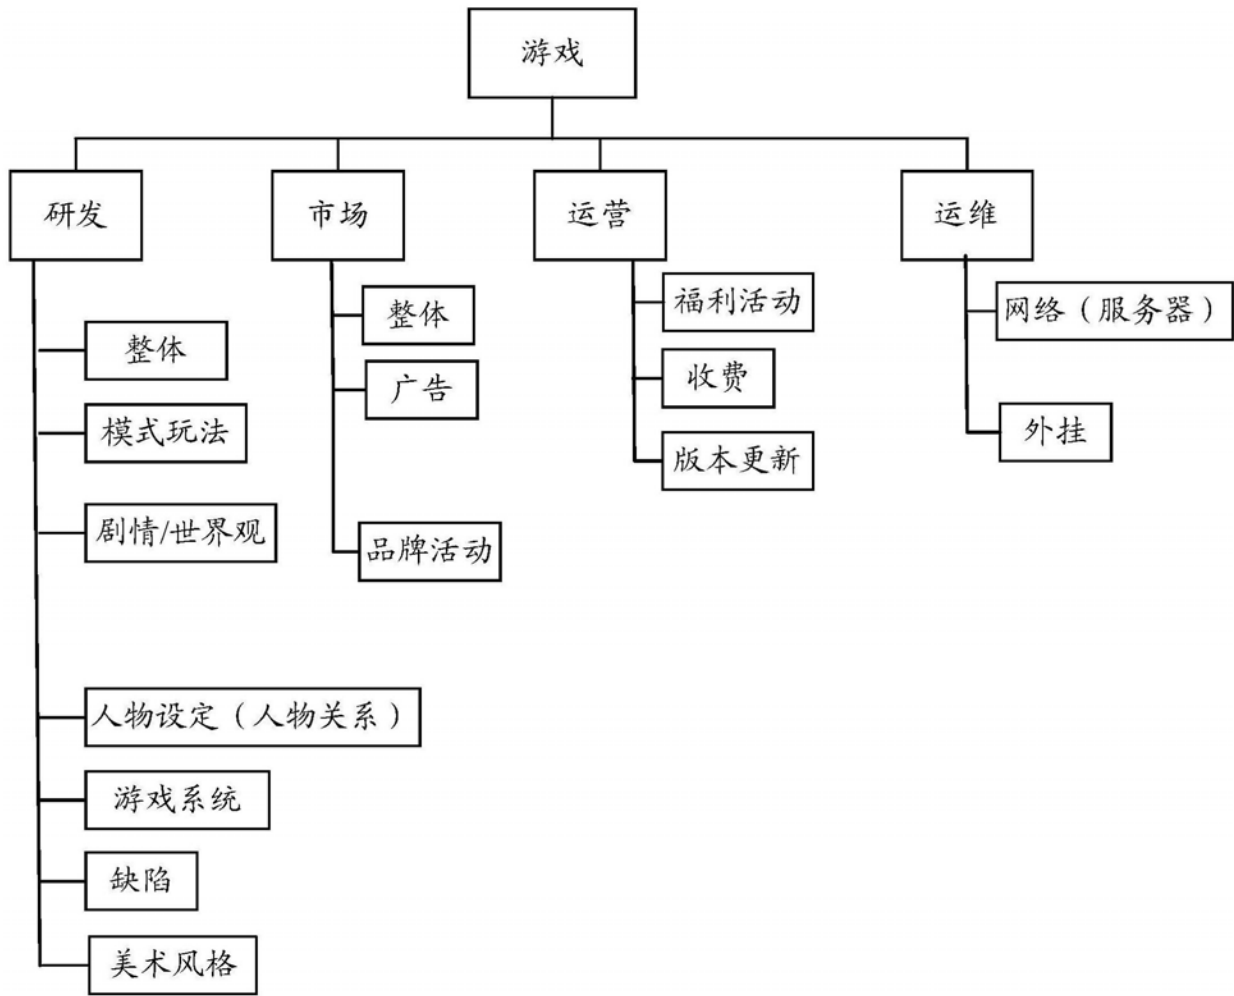 游戏
研发
市场
运营
运维
整体
模式玩法
剧情/世界观
人物设定（人物关系）
游戏系统
缺陷
美术风格
整体
广告
品牌活动
福利活动
收费
版本更新
网络（服务器）
外挂